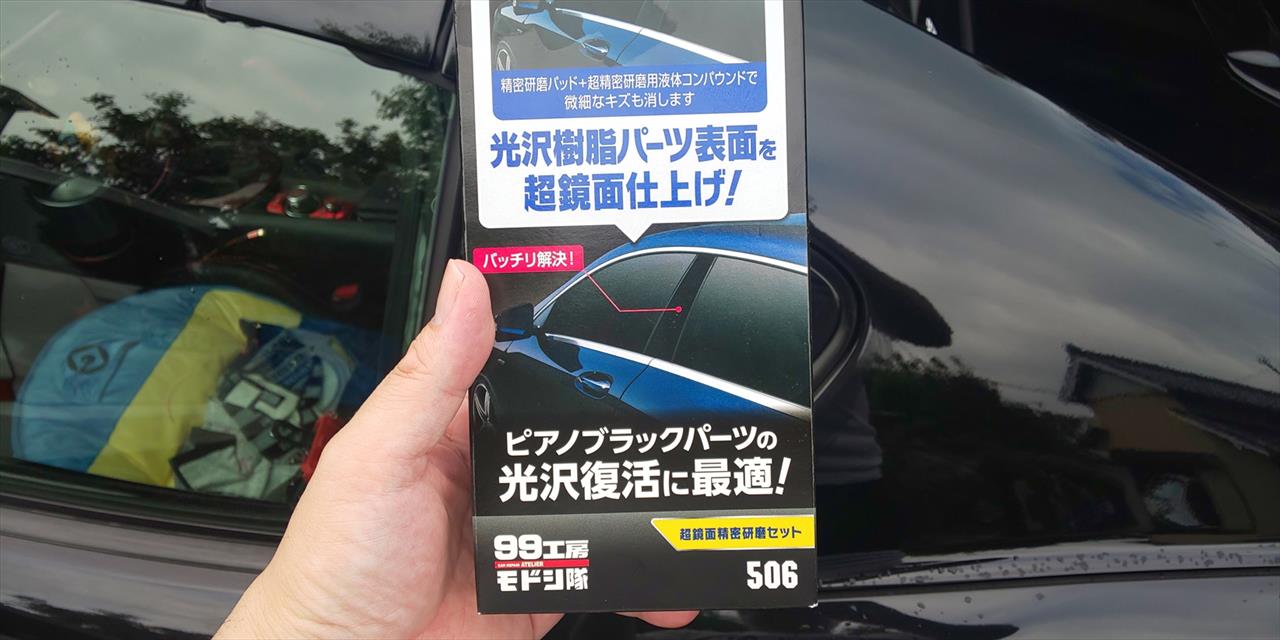 精密研磨パッド+超精密研磨用液体コンパウンドで
微細なキズも消します
光沢樹脂パーツ表面を
超鏡面仕上げ!
バッチリ解決!
ピアノブラックパーツの
光沢復活に最適!
超鏡面精密研磨セット
99工房
CAR REPAIR ATELIER
モドシ隊
506